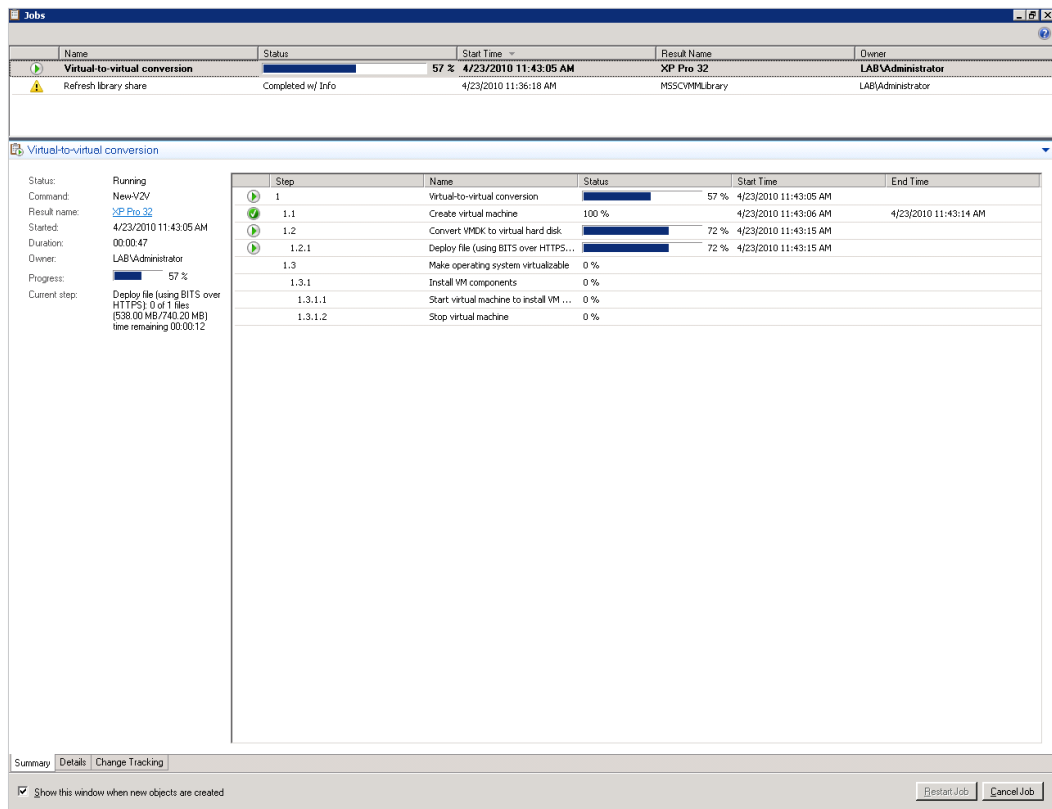 Jobs
Name Status Start Time Result Name Owner
Virtual-to-virtual conversion 57 % 4/23/2010 11:43:05 AM XP Pro 32 LAB\Administrator
Refresh library share Completed w/ Info 4/23/2010 11:36:18 AM MSSCVMMLibrary LAB\Administrator
Virtual-to-virtual conversion
Status: Running
Command: New-V2V
Result name: XP Pro 32
Started: 4/23/2010 11:43:05 AM
Duration: 00:00:47
Owner: LAB\Administrator
Progress: 57 %
Current step: Deploy file (using BITS over
HTTPS): 0 of 1 files
(538.00 MB/740.20 MB)
time remaining 00:00:12
Step Name Status Start Time End Time
1 Virtual-to-virtual conversion 57 % 4/23/2010 11:43:05 AM
1.1 Create virtual machine 100 % 4/23/2010 11:43:06 AM 4/23/2010 11:43:14 AM
1.2 Convert VMDK to virtual hard disk 72 % 4/23/2010 11:43:15 AM
1.2.1 Deploy file (using BITS over HTTPS... 72 % 4/23/2010 11:43:15 AM
1.3 Make operating system virtualizable 0 %
1.3.1 Install VM components 0 %
1.3.1.1 Start virtual machine to install VM ... 0 %
1.3.1.2 Stop virtual machine 0 %
Summary Details Change Tracking
Show this window when new objects are created
Restart Job Cancel Job